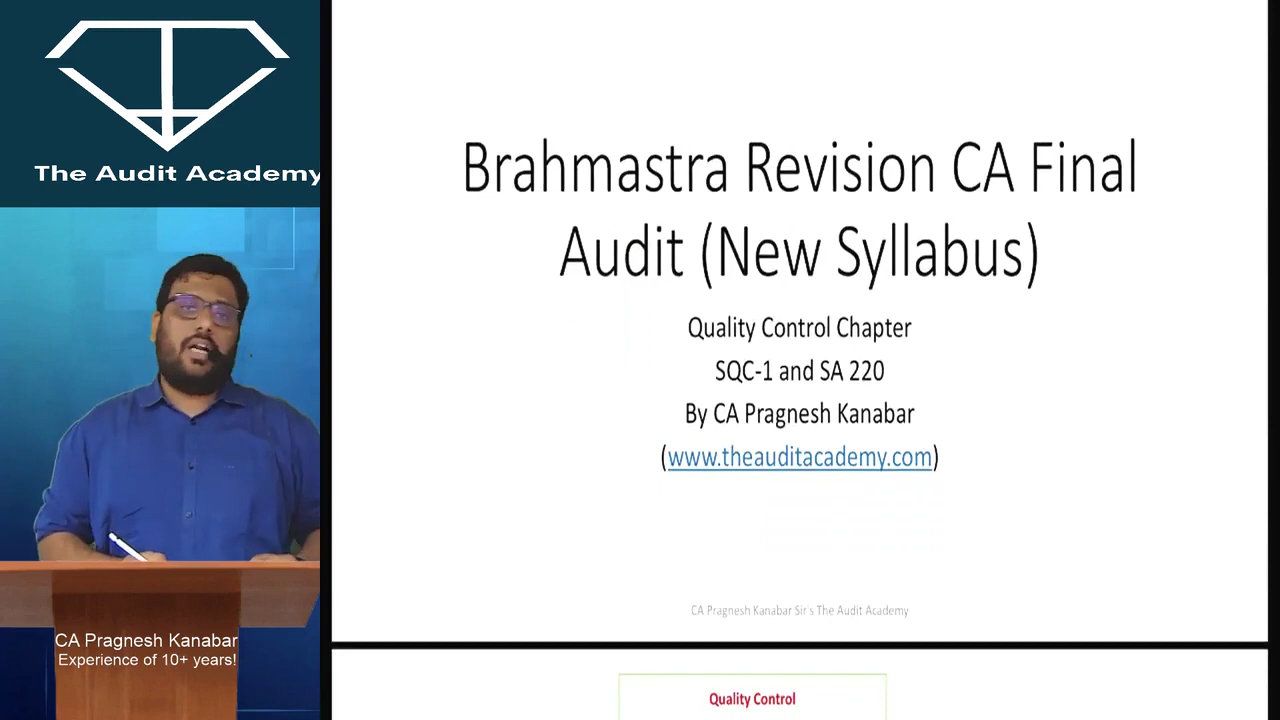 The Audit Academy
CA Pragnesh Kanabar
Experience of 10+ years!
Brahmastra Revision CA Final
Audit (New Syllabus)
Quality Control Chapter
SQC-1 and SA 220
By CA Pragnesh Kanabar
(www.theauditacademy.com)
CA Pragnesh Kanabar Sir's The Audit Academy
Quality Control